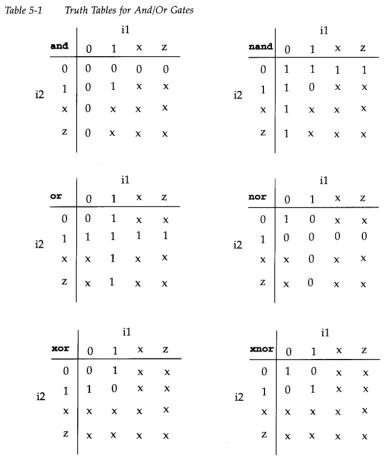 Table 5-1 Truth Tables for And/Or Gates
i1 i1
and 0 1 x z nand 0 1 x z
0 0 0 0 0 0 1 1 1 1
i2 1 0 1 x x i2 1 1 0 x x
x 0 x x x x 1 x x x
z 0 x x x z 1 x x x
i1 i1
or 0 1 x z nor 0 1 x z
0 0 1 x x 0 1 0 x x
i2 1 1 1 1 1 i2 1 0 0 0 0
x x 1 x x x x 0 x x
z x 1 x x z x 0 x x
i1 i1
xor 0 1 x z xnor 0 1 x z
0 0 1 x x 0 1 0 x x
i2 1 1 0 x x i2 1 0 1 x x
x x x x x x x x x x
z x x x x z x x x x